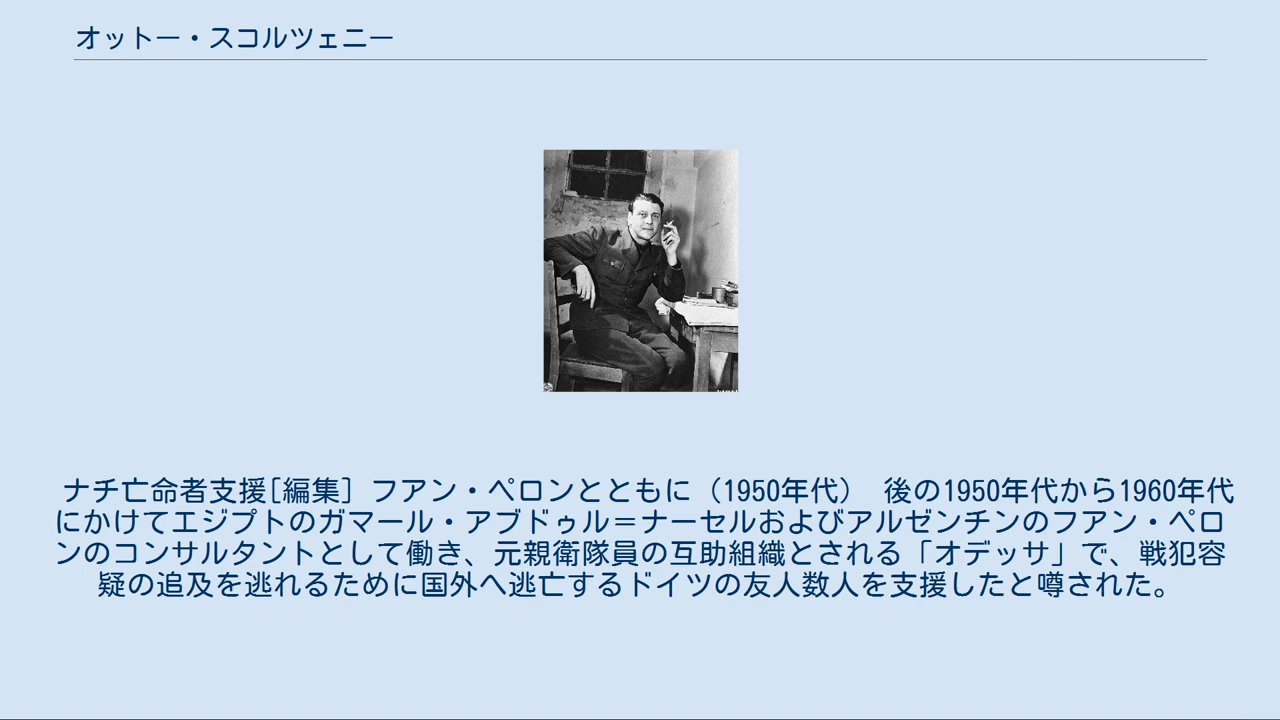 オットー・スコルツェニー
ナチ亡命者支援[編集] フアン・ペロンとともに（1950年代） 後の1950年代から1960年代
にかけてエジプトのガマール・アブドゥル＝ナーセルおよびアルゼンチンのフアン・ペロ
ンのコンサルタントとして働き、元親衛隊員の互助組織とされる「オデッサ」で、戦犯容
疑の追及を逃れるために国外へ逃亡するドイツの友人数人を支援したと噂された。